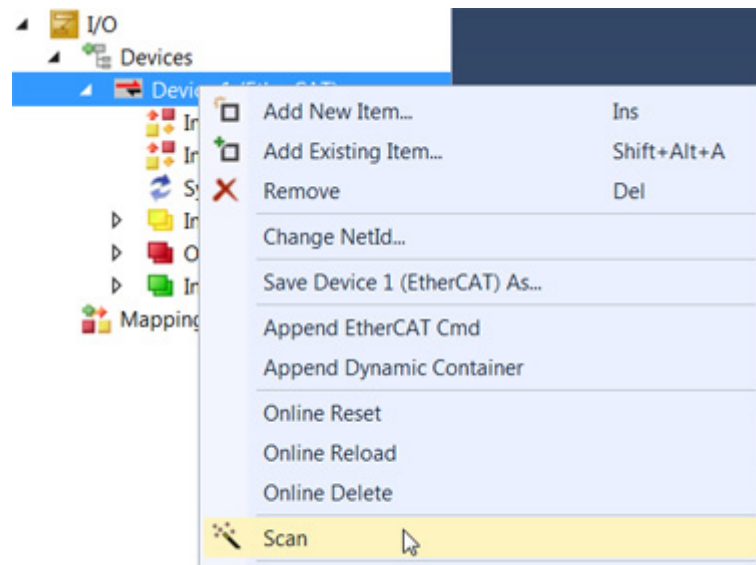 I/O
Devices
Add New Item... Ins
Add Existing Item... Shift+Alt+A
Remove Del
Change NetId...
Save Device 1 (EtherCAT) As...
Append EtherCAT Cmd
Append Dynamic Container
Online Reset
Online Reload
Online Delete
Scan